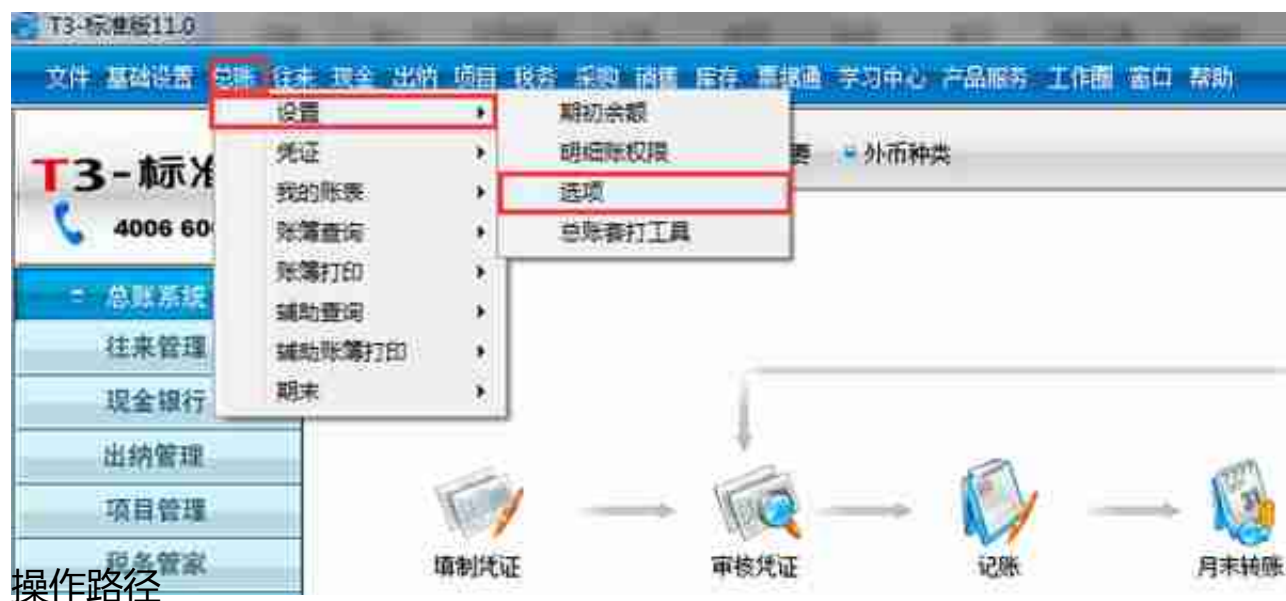 T3-标准版11.0
文件 基础设置 总账 往来 现金 出纳 项目 税务 采购 销售 库存 票据通 学习中心 产品服务 工作圈 窗口 帮助
设置 期初余额
凭证 明细账权限 外币种类
T3-标准
我的账表 选项
4006 60 账簿查询 总账套打工具
账簿打印
总账系统
辅助查询
往来管理 辅助账簿打印
现金银行 期末
出纳管理
项目管理
税务管家 填制凭证 审核凭证 记账 月末转账
操作路径